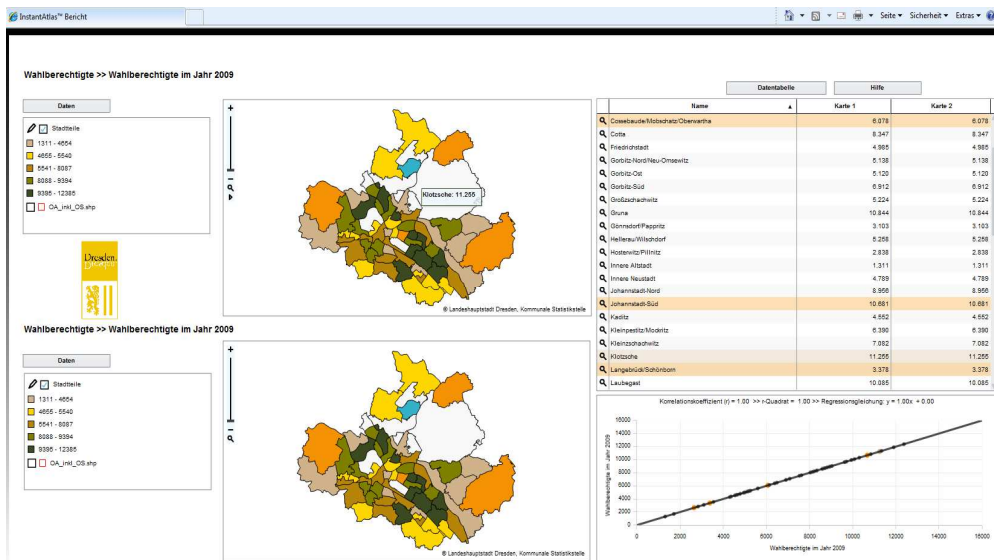 InstantAtlas™ Bericht
Seite Sicherheit Extras
Wahlberechtigte >> Wahlberechtigte im Jahr 2009
Daten
Stadtteile
1311 - 4654
4655 - 5540
5541 - 8087
8088 - 9394
9395 - 12385
OA_inkl_OS.shp
Dresden.
Klotzsche: 11.255
© Landeshauptstadt Dresden, Kommunale Statistikstelle
Wahlberechtigte >> Wahlberechtigte im Jahr 2009
Daten
Stadtteile
1311 - 4654
4655 - 5540
5541 - 8087
8088 - 9394
9395 - 12385
OA_inkl_OS.shp
© Landeshauptstadt Dresden, Kommunale Statistikstelle
Datentabelle Hilfe
Name Karte 1 Karte 2
Cossebaude/Mobschatz/Oberwartha 6.078 6.078
Cotta 8.347 8.347
Friedrichstadt 4.985 4.985
Gorbitz-Nord/Neu-Omsewitz 5.138 5.138
Gorbitz-Ost 5.120 5.120
Gorbitz-Süd 6.912 6.912
Großzschachwitz 5.224 5.224
Gruna 10.844 10.844
Gönnsdorf/Pappritz 3.103 3.103
Hellerau/Wilschdorf 5.258 5.258
Hosterwitz/Pillnitz 2.838 2.838
Innere Altstadt 1.311 1.311
Innere Neustadt 4.789 4.789
Johannstadt-Nord 8.956 8.956
Johannstadt-Süd 10.681 10.681
Kaditz 4.552 4.552
Kleinpestitz/Mockritz 6.390 6.390
Kleinzschachwitz 7.082 7.082
Klotzsche 11.255 11.255
Langebrück/Schönborn 3.378 3.378
Laubegast 10.085 10.085
Korrelationskoeffizient (r) = 1.00 >> r-Quadrat = 1.00 >> Regressionsgleichung: y = 1.00x + 0.00
Wahlberechtigte im Jahr 2009
16000
14000
12000
10000
8000
6000
4000
2000
0
0 2000 4000 6000 8000 10000 12000 14000 16000
Wahlberechtigte im Jahr 2009